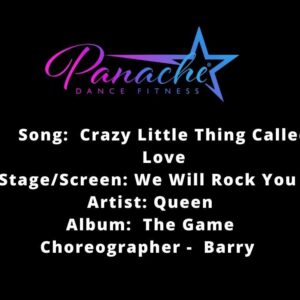 Panache®
DANCE FITNESS
Song: Crazy Little Thing Calle
Love
Stage/Screen: We Will Rock You
Artist: Queen
Album: The Game
Choreographer - Barry